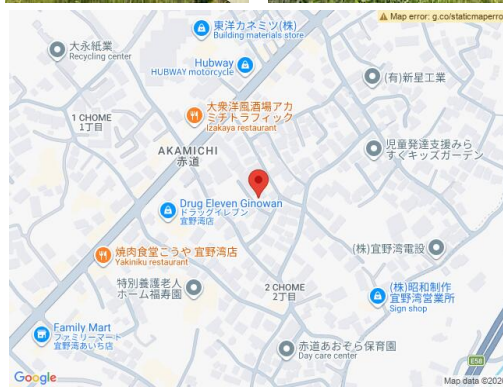 Map error: g.co/staticmaperro
東洋カネミツ(株)
Building materials store
大永紙業
Recycling center
Hubway
HUBWAY motorcycle
(有)新星工業
大衆洋風酒場アカ
ミチトラフィック
Izakaya restaurant
1 CHOME
1丁目
AKAMICHI
赤道
児童発達支援みら
すぐキッズガーデン
Drug Eleven Ginowan
ドラッグイレブン
宜野湾店
焼肉食堂こうや 宜野湾店
Yakiniku restaurant
(株)宜野湾電設
特別養護老人
ホーム福寿園
2 CHOME
2丁目
(株)昭和制作
宜野湾営業所
Sign shop
Family Mart
ファミリーマート
宜野湾あいち店
赤道あおぞら保育園
Day care center
E58
Google
Map data ©202